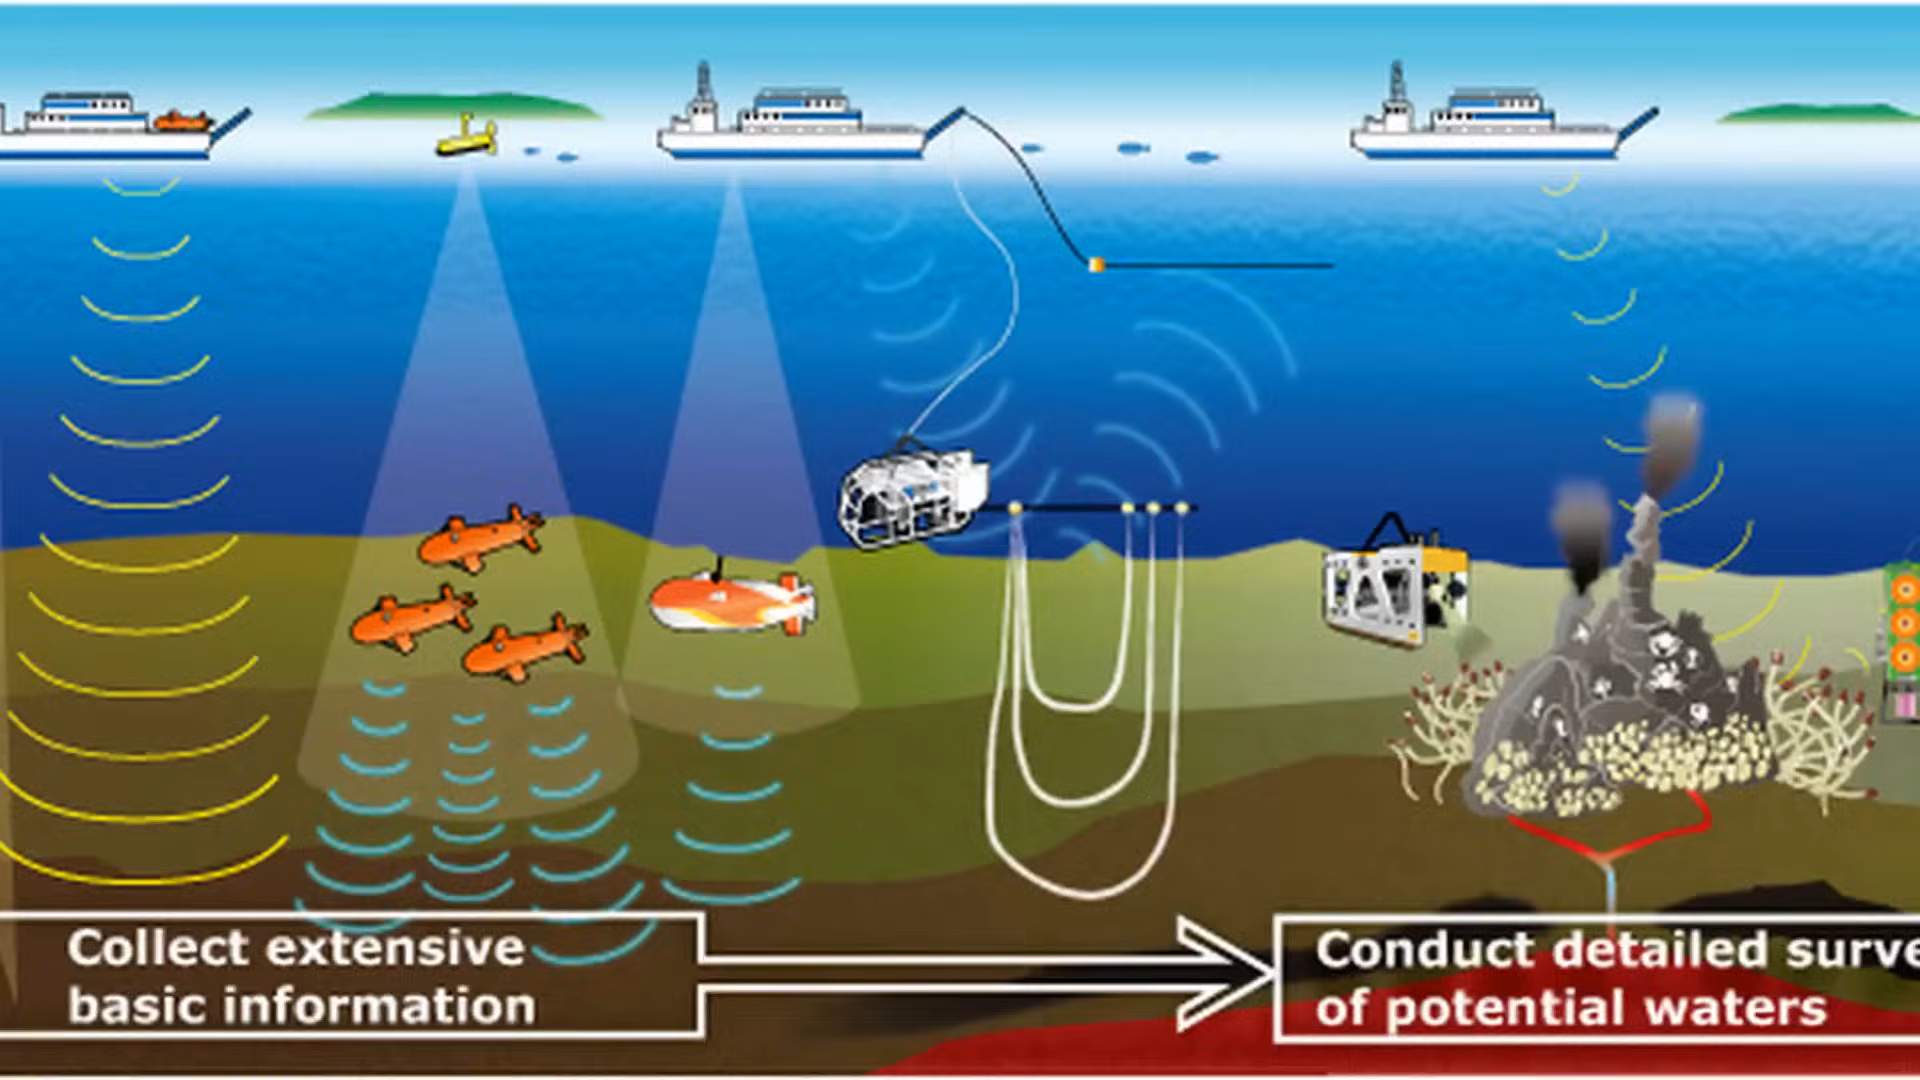 Collect extensive
basic information
Conduct detailed surve
of potential waters